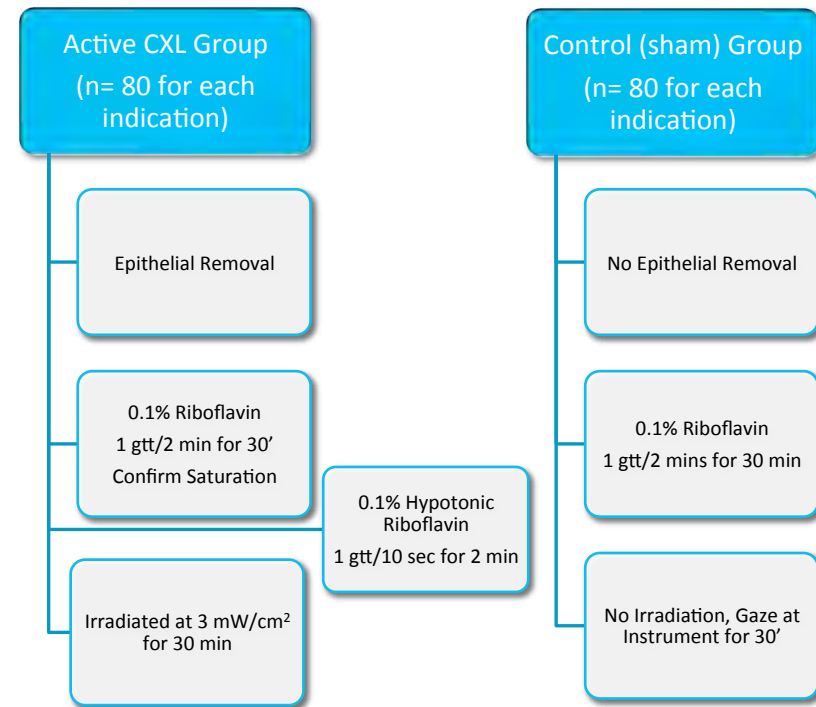 Active CXL Group
(n= 80 for each
indication)
Epithelial Removal
0.1% Riboflavin
1 gtt/2 min for 30’
Confirm Saturation
0.1% Hypotonic
Riboflavin
1 gtt/10 sec for 2 min
Irradiated at 3 mW/cm²
for 30 min
Control (sham) Group
(n= 80 for each
indication)
No Epithelial Removal
0.1% Riboflavin
1 gtt/2 mins for 30 min
No Irradiation, Gaze at
Instrument for 30’